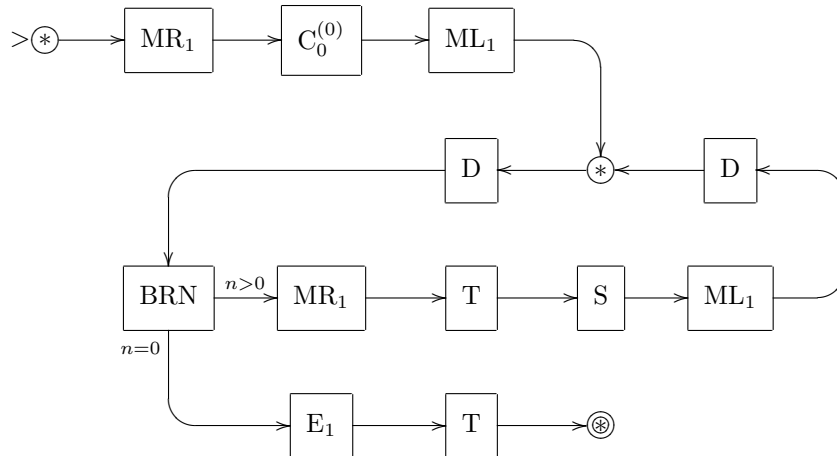 > * MR₁ C₀⁽⁰⁾ ML₁
D * D
BRN n>0 MR₁ T S ML₁
n=0
E₁ T ⊛